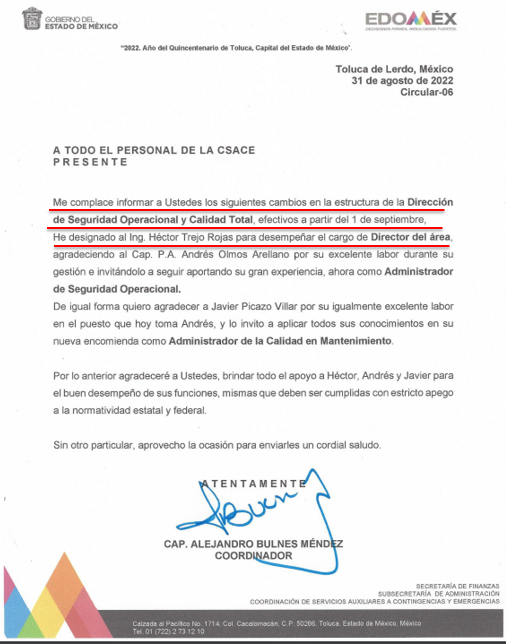 GOBIERNO DEL
ESTADO DE MÉXICO
EDOMÉX
DECISIONES FIRMES, RESULTADOS FUERTES.
"2022. Año del Quincentenario de Toluca, Capital del Estado de México".
Toluca de Lerdo, México
31 de agosto de 2022
Circular-06
A TODO EL PERSONAL DE LA CSACE
P R E S E N T E
Me complace informar a Ustedes los siguientes cambios en la estructura de la Dirección
de Seguridad Operacional y Calidad Total, efectivos a partir del 1 de septiembre,
He designado al Ing. Héctor Trejo Rojas para desempeñar el cargo de Director del área,
agradeciendo al Cap. P.A. Andrés Olmos Arellano por su excelente labor durante su
gestión e invitándolo a seguir aportando su gran experiencia, ahora como Administrador
de Seguridad Operacional.
De igual forma quiero agradecer a Javier Picazo Villar por su igualmente excelente labor
en el puesto que hoy toma Andrés, y lo invito a aplicar todos sus conocimientos en su
nueva encomienda como Administrador de la Calidad en Mantenimiento.
Por lo anterior agradeceré a Ustedes, brindar todo el apoyo a Héctor, Andrés y Javier para
el buen desempeño de sus funciones, mismas que deben ser cumplidas con estricto apego
a la normatividad estatal y federal.
Sin otro particular, aprovecho la ocasión para enviarles un cordial saludo.
A T E N T A M E N T E
CAP. ALEJANDRO BULNES MÉNDEZ
COORDINADOR
SECRETARÍA DE FINANZAS
SUBSECRETARÍA DE ADMINISTRACIÓN
COORDINACIÓN DE SERVICIOS AUXILIARES A CONTINGENCIAS Y EMERGENCIAS
Calzada al Pacífico No. 1714, Col. Cacalomacán, C.P. 50265, Toluca, Estado de México, México
Tel. 01 (722) 2 73 12 10